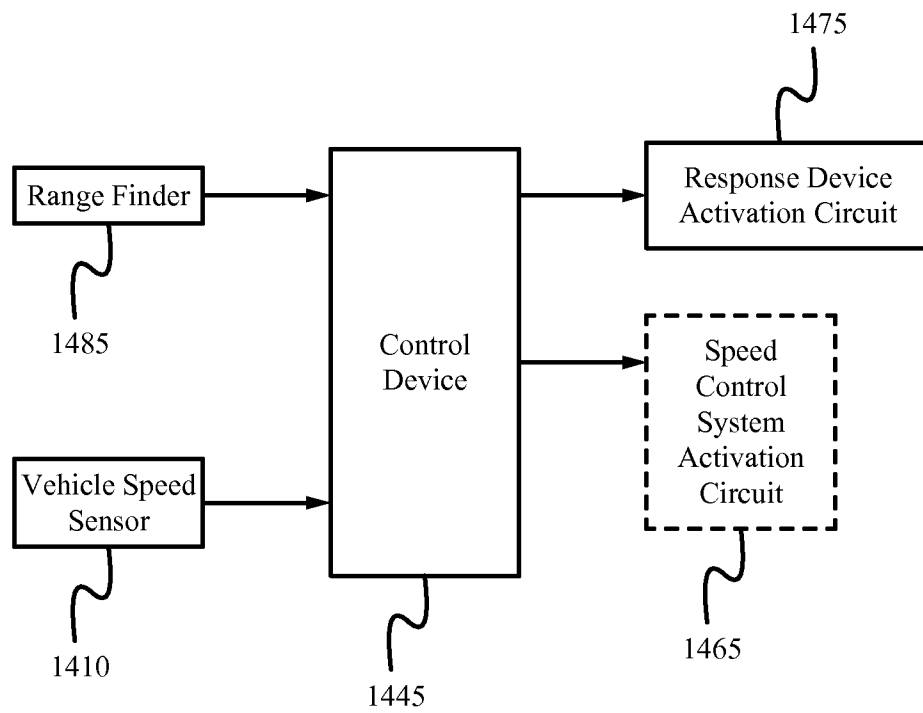 1475
Range Finder
Response Device
Activation Circuit
1485
Control
Device
Speed
Control
System
Activation
Circuit
Vehicle Speed
Sensor
1410
1445
1465